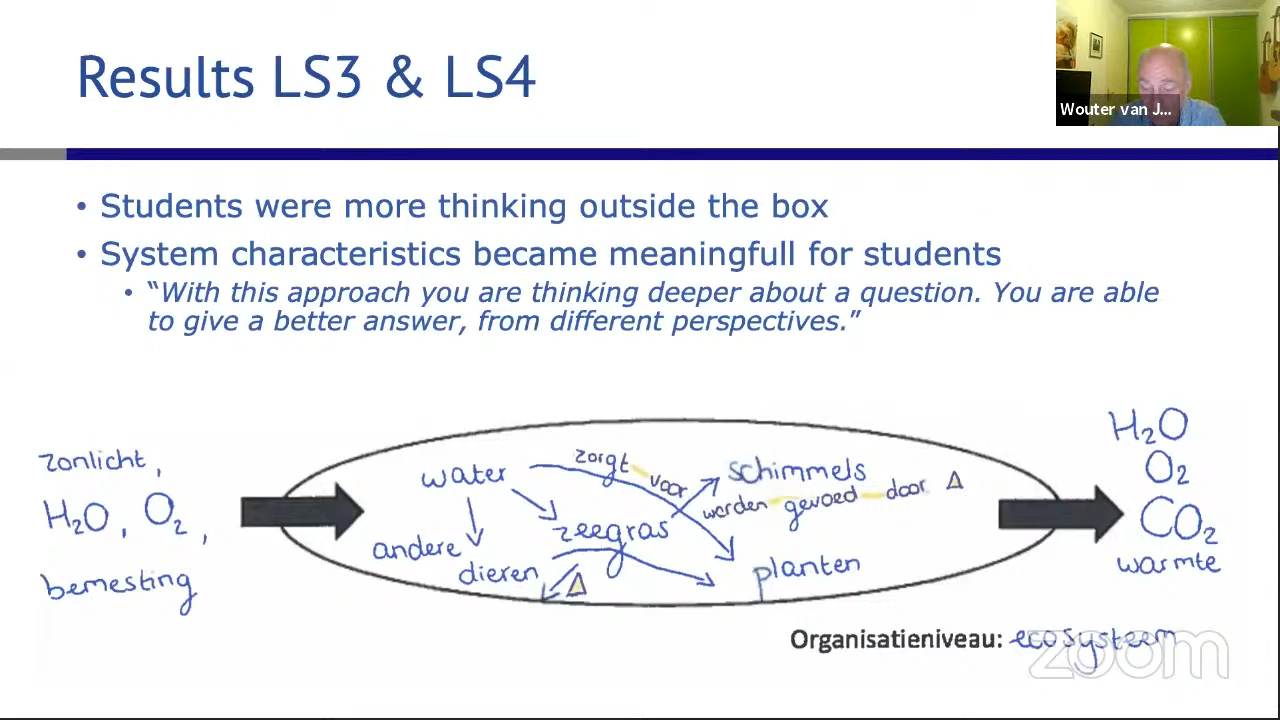 Results LS3 & LS4
Wouter van J...
• Students were more thinking outside the box
• System characteristics became meaningfull for students
• “With this approach you are thinking deeper about a question. You are able
to give a better answer, from different perspectives.”
zonlicht,
H₂O, O₂,
bemesting
water
zorgt voor
schimmels
worden gevoed door Δ
zeegras
andere
dieren
Δ
planten
H₂O
O₂
CO₂
warmte
Organisatieniveau: ecosysteem
zoom